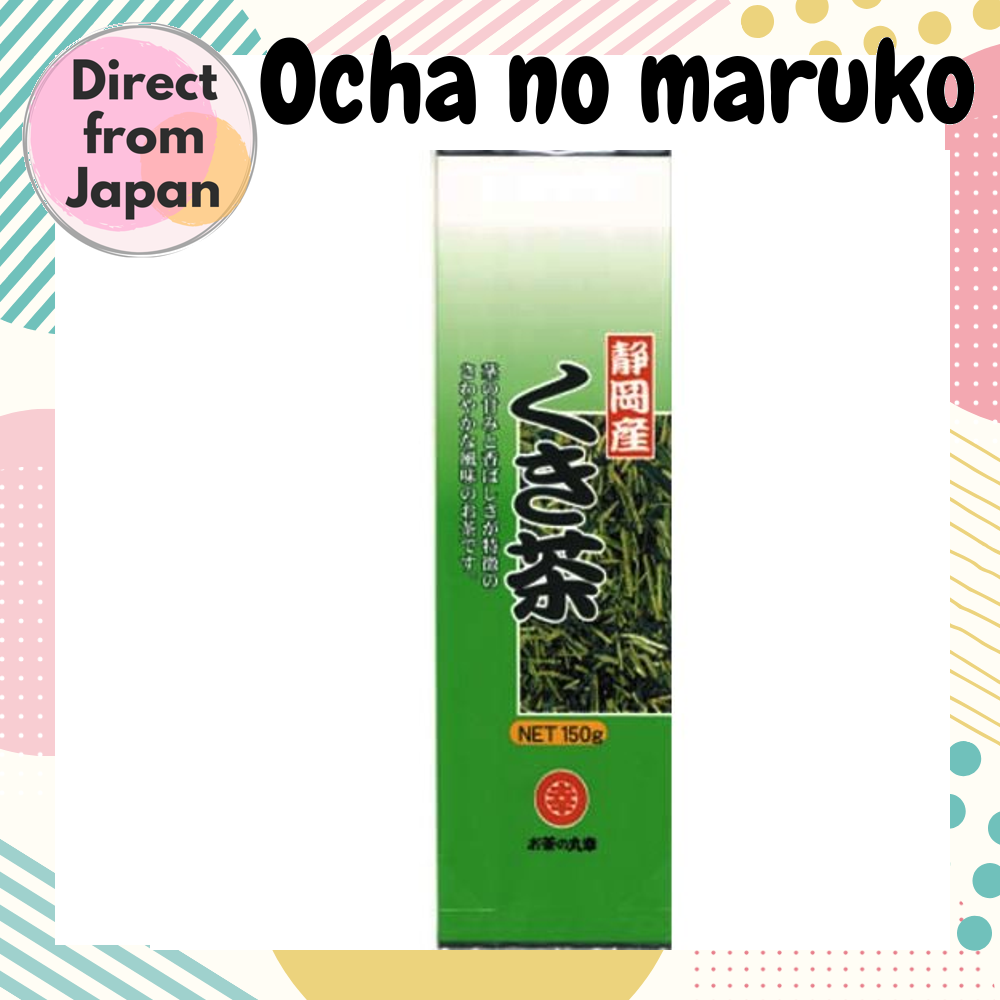 Direct
from
Japan
Ocha no maruko
静岡産
くき茶
茎の甘みと香ばしさが特徴の
さわやかな風味のお茶です。
NET 150g
幸
お茶の丸幸